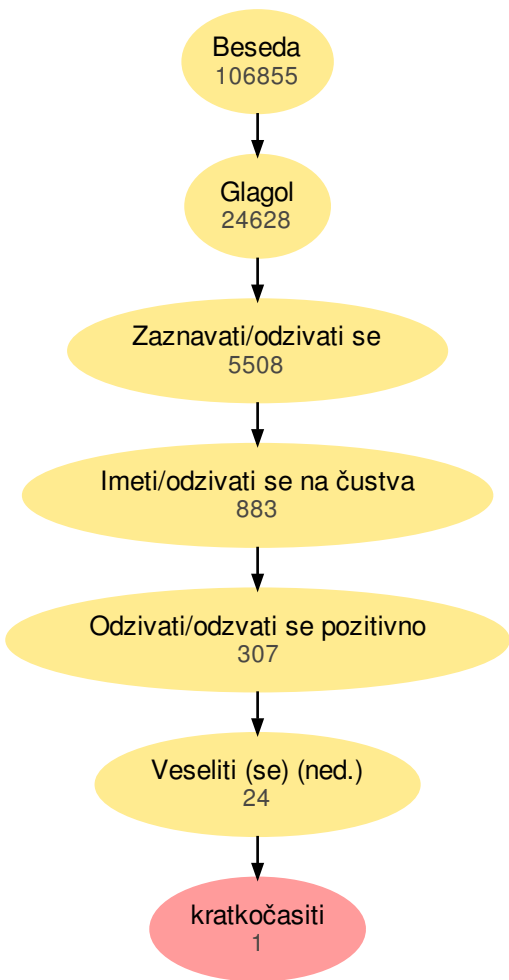 Beseda
106855
Glagol
24628
Zaznavati/odzivati se
5508
Imeti/odzivati se na čustva
883
Odzivati/odzvati se pozitivno
307
Veseliti (se) (ned.)
24
kratkočasiti
1